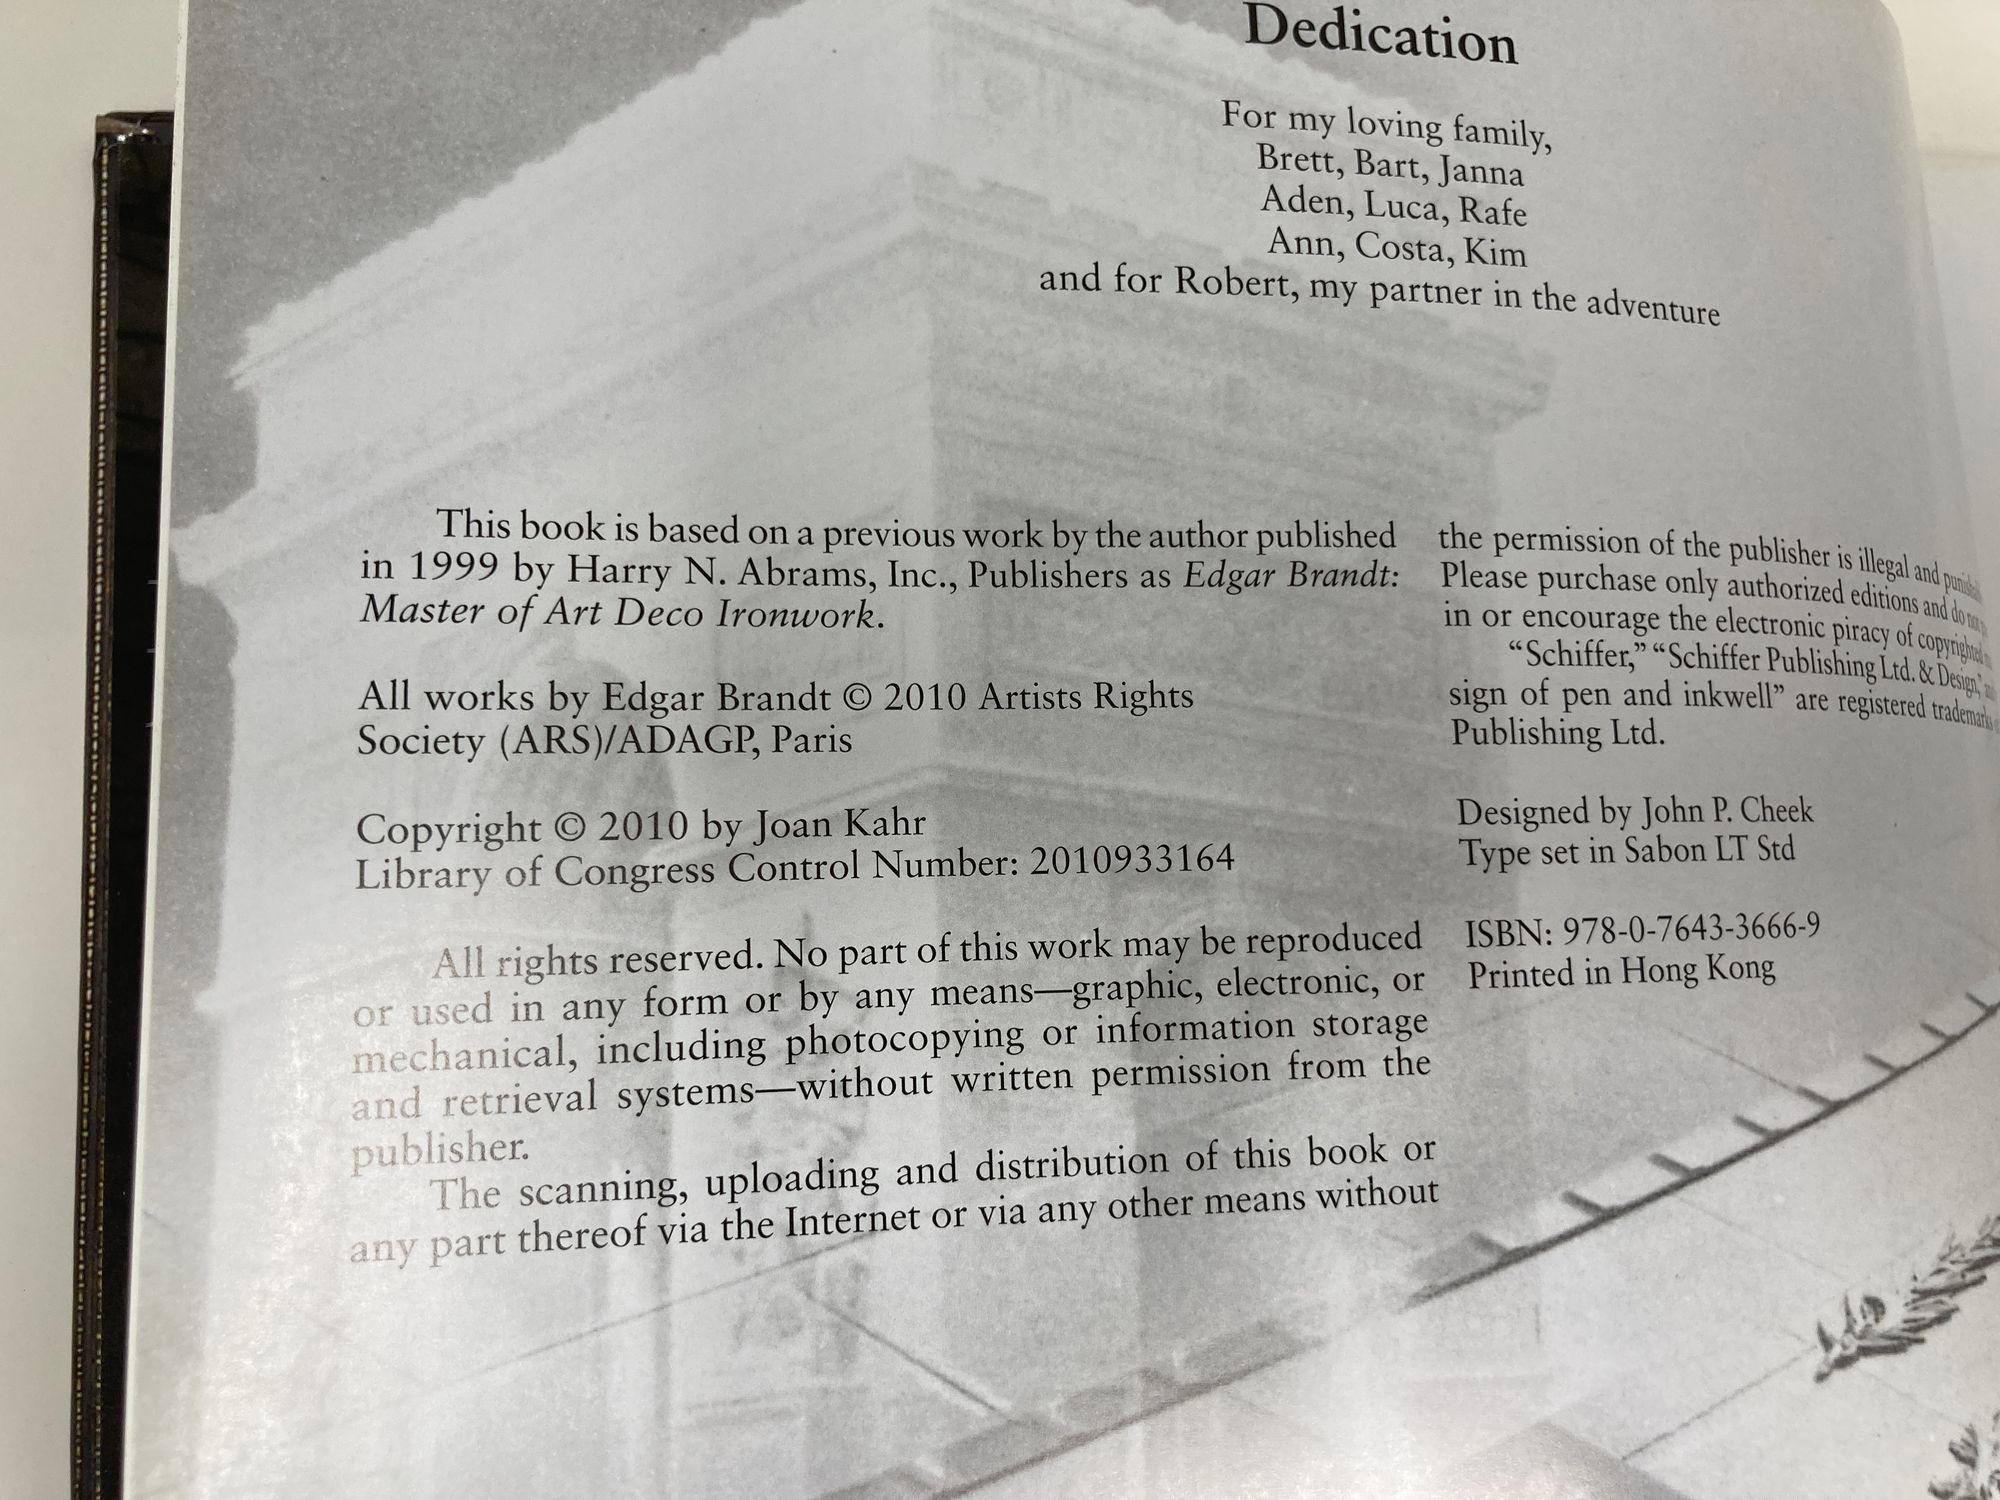 Dedication
For my loving family,
Brett, Bart, Janna
Aden, Luca, Rafe
Ann, Costa, Kim
and for Robert, my partner in the adventure
This book is based on a previous work by the author published
in 1999 by Harry N. Abrams, Inc., Publishers as Edgar Brandt:
Master of Art Deco Ironwork.
All works by Edgar Brandt © 2010 Artists Rights
Society (ARS)/ADAGP, Paris
Copyright © 2010 by Joan Kahr
Library of Congress Control Number: 2010933164
All rights reserved. No part of this work may be reproduced
or used in any form or by any means—graphic, electronic, or
mechanical, including photocopying or information storage
and retrieval systems—without written permission from the
publisher.
The scanning, uploading and distribution of this book or
any part thereof via the Internet or via any other means without
the permission of the publisher is illegal and
Please purchase only authorized editions and do not
in or encourage the electronic piracy of copyrighted
“Schiffer,” “Schiffer Publishing Ltd. & Design,”
sign of pen and inkwell” are registered trademarks
Publishing Ltd.
Designed by John P. Cheek
Type set in Sabon LT Std
ISBN: 978-0-7643-3666-9
Printed in Hong Kong